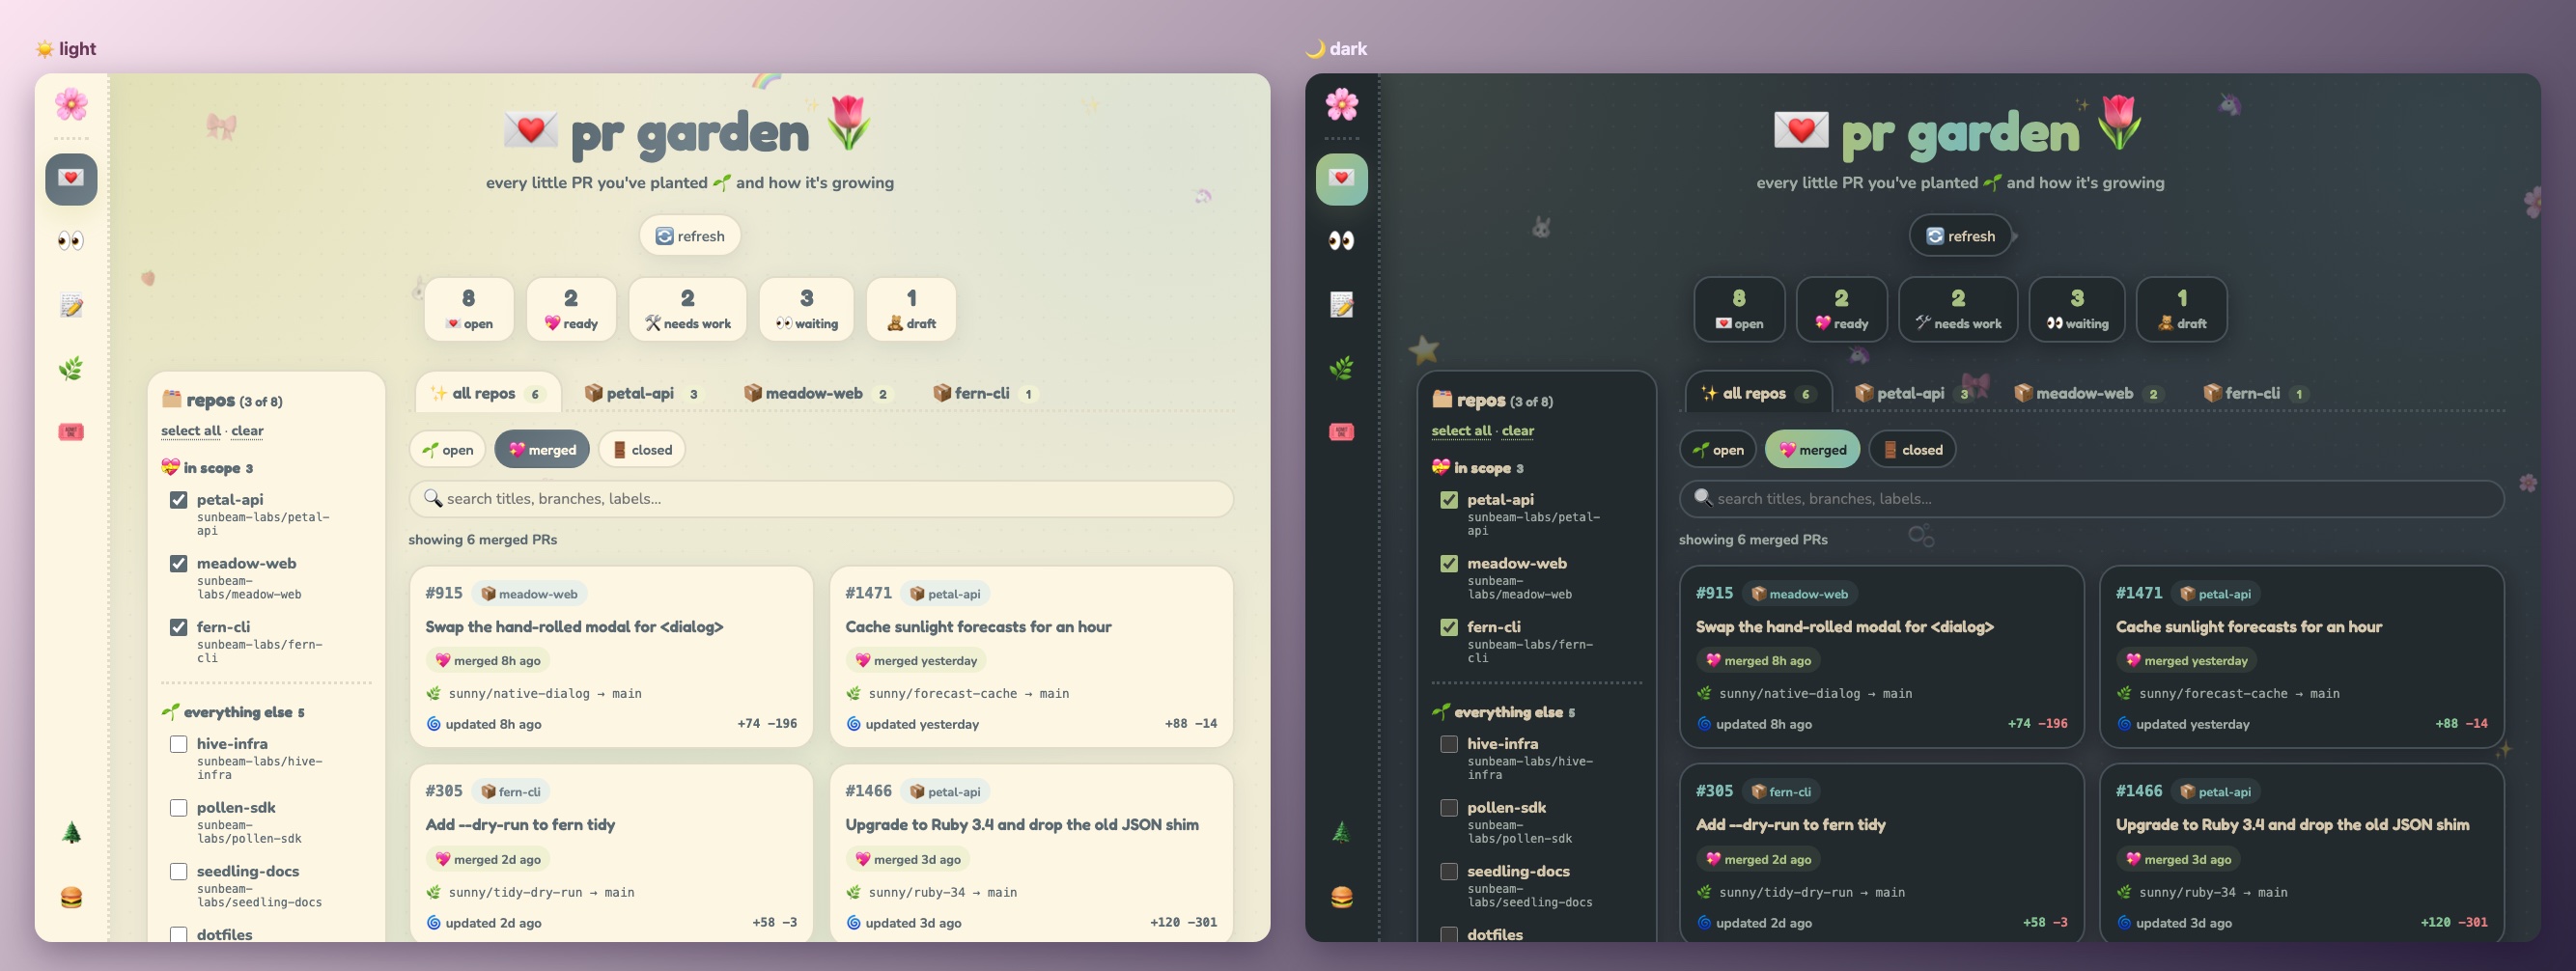 light
pr garden
every little PR you've planted and how it's growing
refresh
8 2 2 3 1
open ready needs work waiting draft
repos (3 of 8)
select all · clear
in scope 3
petal-api
sunbeam-labs/petal-
api
meadow-web
sunbeam-
labs/meadow-web
fern-cli
sunbeam-labs/fern-
cli
everything else 5
hive-infra
sunbeam-labs/hive-
infra
pollen-sdk
sunbeam-
labs/pollen-sdk
seedling-docs
sunbeam-
labs/seedling-docs
dotfiles
all repos 6 petal-api 3 meadow-web 2 fern-cli 1
open merged closed
search titles, branches, labels...
showing 6 merged PRs
#915 meadow-web
Swap the hand-rolled modal for <dialog>
merged 8h ago
sunny/native-dialog → main
updated 8h ago +74 −196
#1471 petal-api
Cache sunlight forecasts for an hour
merged yesterday
sunny/forecast-cache → main
updated yesterday +88 −14
#305 fern-cli
Add --dry-run to fern tidy
merged 2d ago
sunny/tidy-dry-run → main
updated 2d ago +58 −3
#1466 petal-api
Upgrade to Ruby 3.4 and drop the old JSON shim
merged 3d ago
sunny/ruby-34 → main
updated 3d ago +120 −301
dark
pr garden
every little PR you've planted and how it's growing
refresh
8 2 2 3 1
open ready needs work waiting draft
repos (3 of 8)
select all · clear
in scope 3
petal-api
sunbeam-labs/petal-
api
meadow-web
sunbeam-
labs/meadow-web
fern-cli
sunbeam-labs/fern-
cli
everything else 5
hive-infra
sunbeam-labs/hive-
infra
pollen-sdk
sunbeam-
labs/pollen-sdk
seedling-docs
sunbeam-
labs/seedling-docs
dotfiles
all repos 6 petal-api 3 meadow-web 2 fern-cli 1
open merged closed
search titles, branches, labels...
showing 6 merged PRs
#915 meadow-web
Swap the hand-rolled modal for <dialog>
merged 8h ago
sunny/native-dialog → main
updated 8h ago +74 −196
#1471 petal-api
Cache sunlight forecasts for an hour
merged yesterday
sunny/forecast-cache → main
updated yesterday +88 −14
#305 fern-cli
Add --dry-run to fern tidy
merged 2d ago
sunny/tidy-dry-run → main
updated 2d ago +58 −3
#1466 petal-api
Upgrade to Ruby 3.4 and drop the old JSON shim
merged 3d ago
sunny/ruby-34 → main
updated 3d ago +120 −301